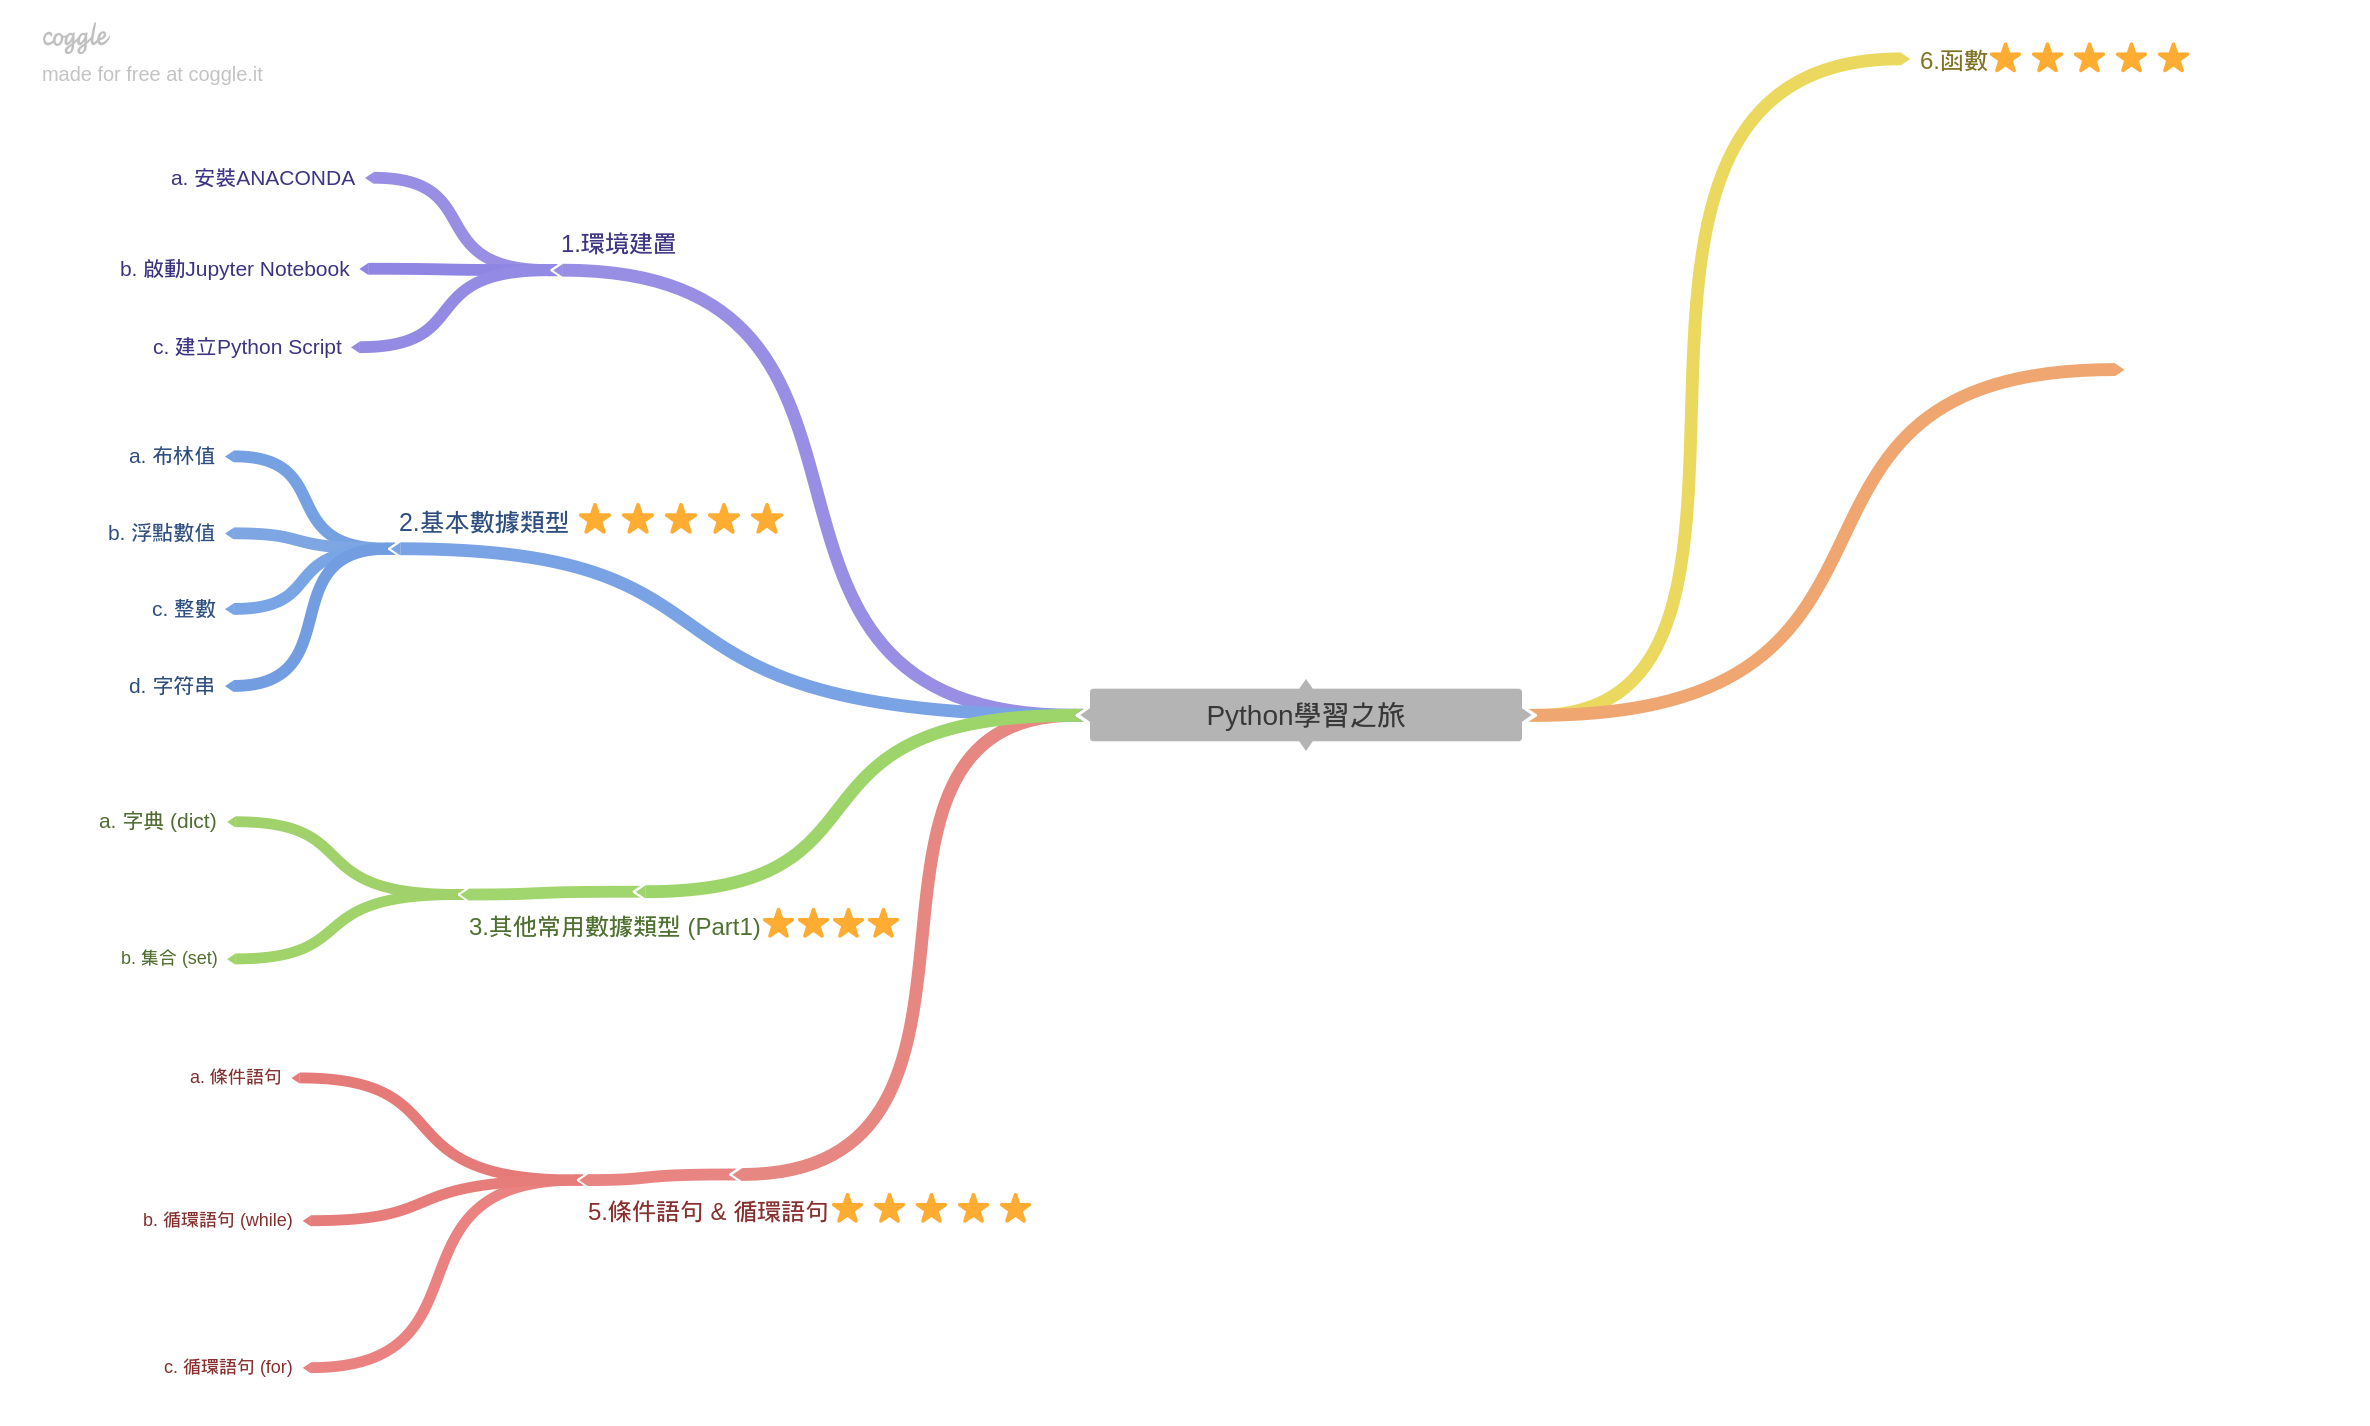 coggle
made for free at coggle.it
1.環境建置
a. 安裝ANACONDA
b. 啟動Jupyter Notebook
c. 建立Python Script
2.基本數據類型
a. 布林值
b. 浮點數值
c. 整數
d. 字符串
3.其他常用數據類型 (Part1)
a. 字典 (dict)
b. 集合 (set)
5.條件語句 & 循環語句
a. 條件語句
b. 循環語句 (while)
c. 循環語句 (for)
Python學習之旅
6.函數